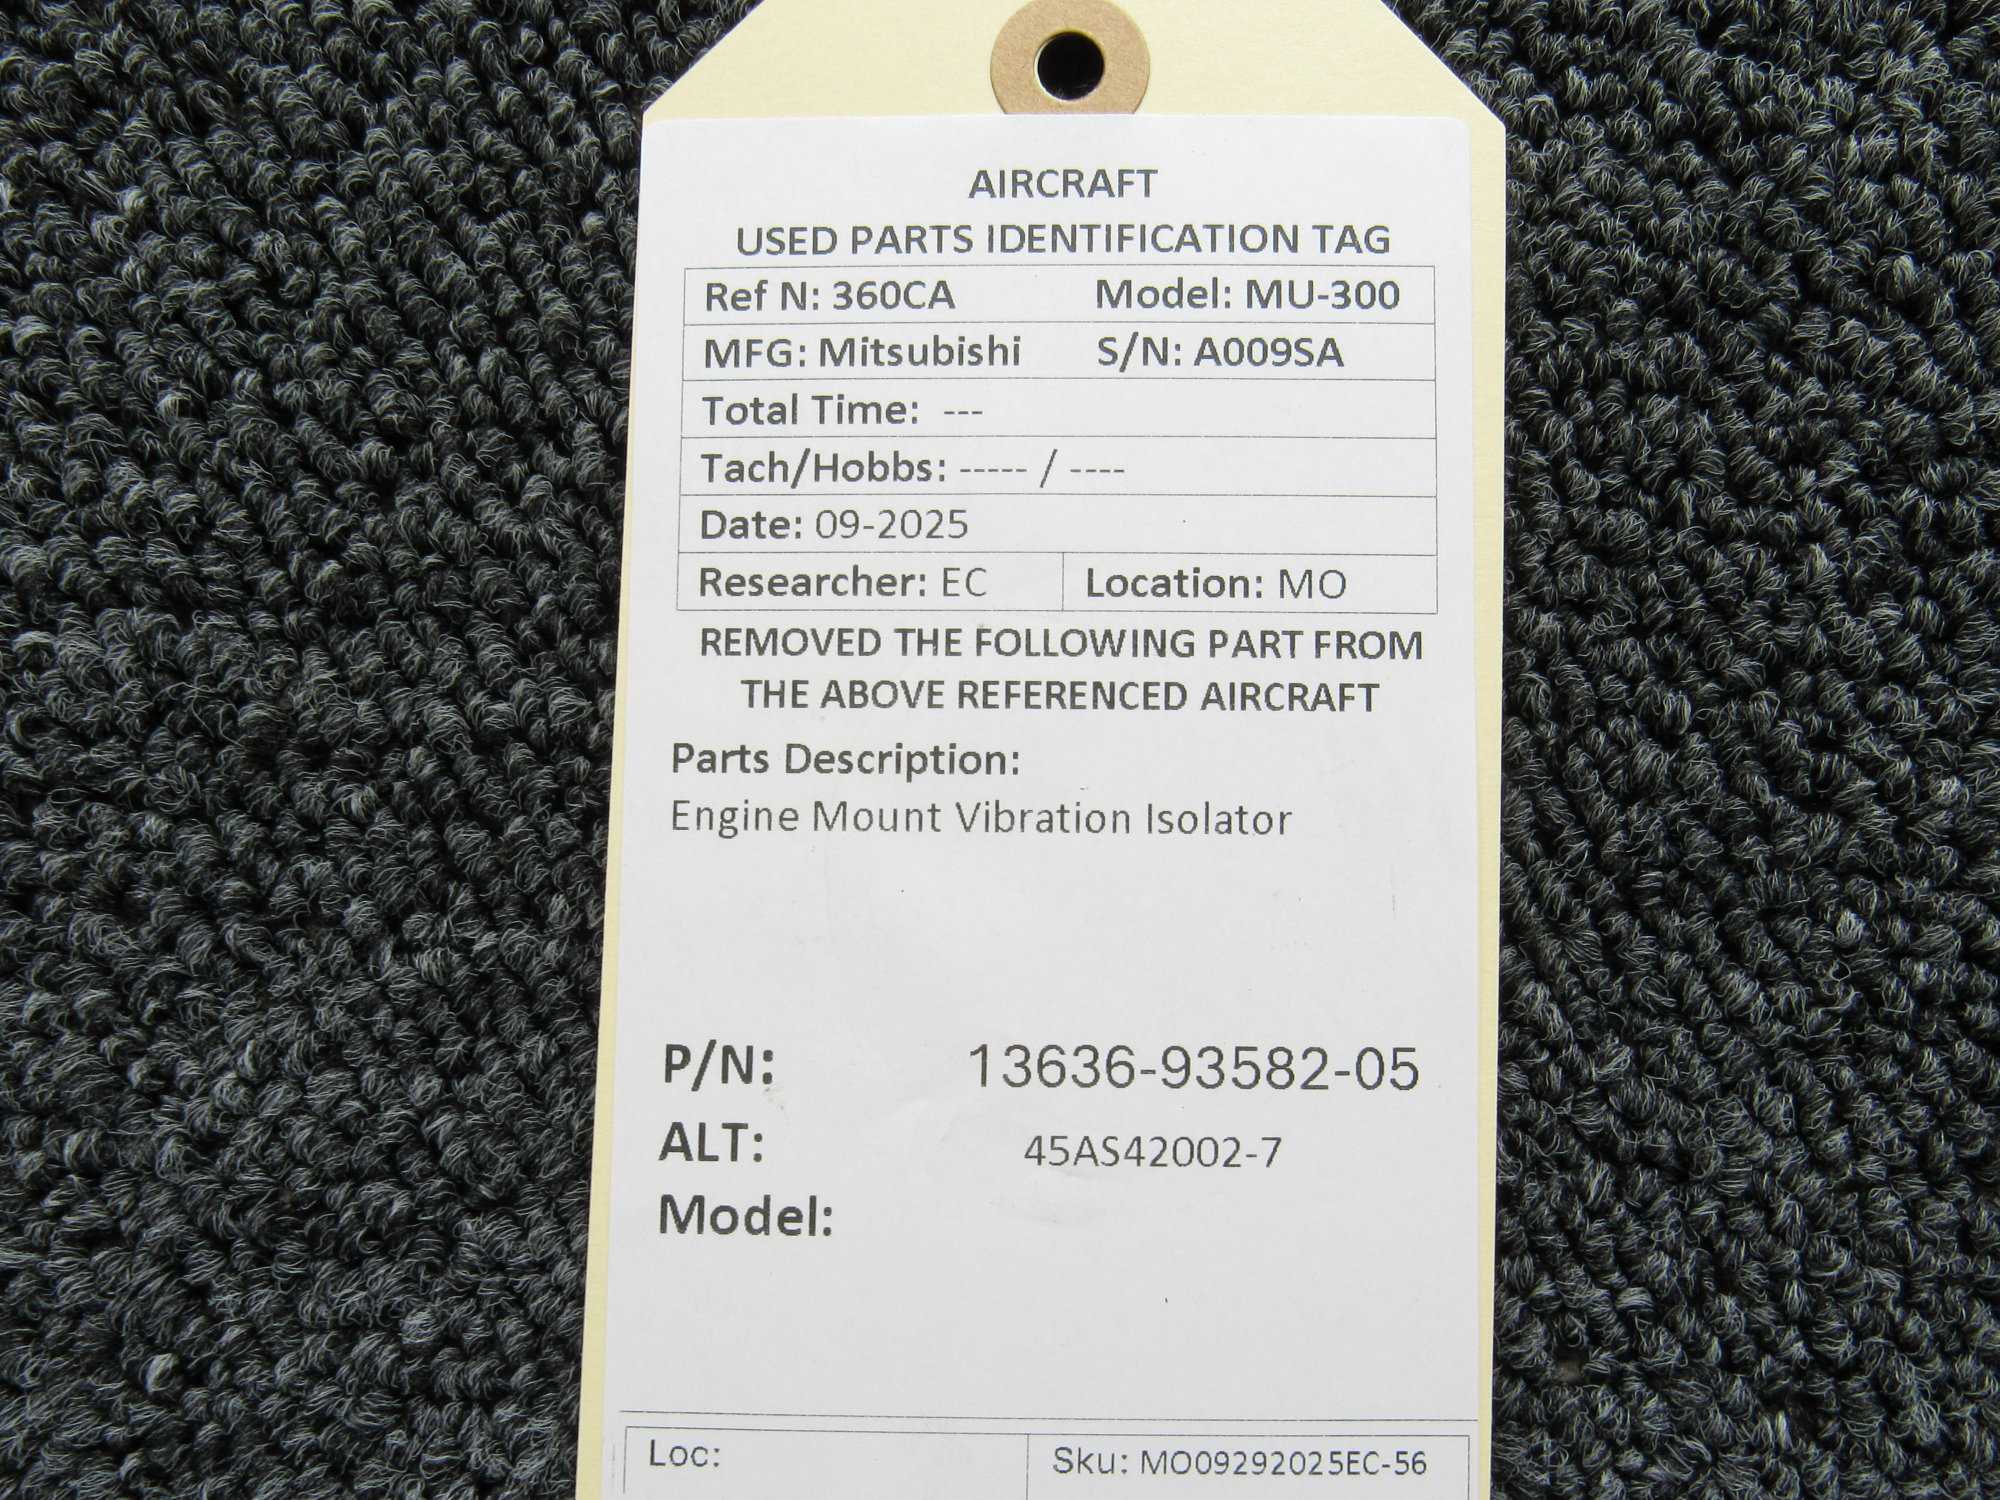 AIRCRAFT
USED PARTS IDENTIFICATION TAG
Ref N: 360CA Model: MU-300
MFG: Mitsubishi S/N: A009SA
Total Time: ---
Tach/Hobbs: ----- / ----
Date: 09-2025
Researcher: EC Location: MO
REMOVED THE FOLLOWING PART FROM
THE ABOVE REFERENCED AIRCRAFT
Parts Description:
Engine Mount Vibration Isolator
P/N: 13636-93582-05
ALT: 45AS42002-7
Model:
Loc: Sku: MO09292025EC-56